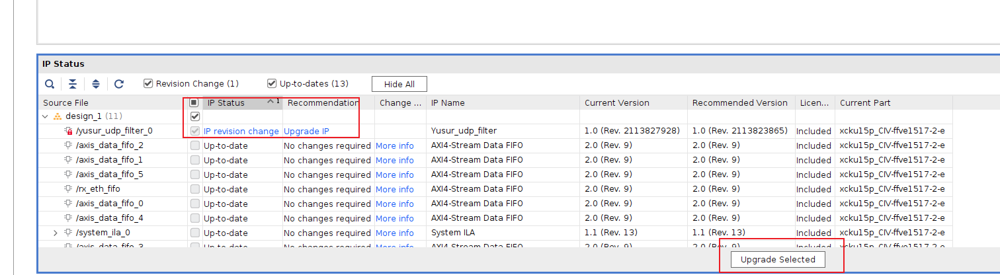 IP Status
Revision Change (1) Up-to-dates (13) Hide All
Source File IP Status 1 Recommendation Change ... IP Name Current Version Recommended Version Licen... Current Part
design_1 (11)
/yusur_udp_filter_0 IP revision change Upgrade IP Yusur_udp_filter 1.0 (Rev. 2113827928) 1.0 (Rev. 2113823865) Included xcku15p_CIV-ffve1517-2-e
/axis_data_fifo_2 Up-to-date No changes required More info AXI4-Stream Data FIFO 2.0 (Rev. 9) 2.0 (Rev. 9) Included xcku15p_CIV-ffve1517-2-e
/axis_data_fifo_1 Up-to-date No changes required More info AXI4-Stream Data FIFO 2.0 (Rev. 9) 2.0 (Rev. 9) Included xcku15p_CIV-ffve1517-2-e
/axis_data_fifo_5 Up-to-date No changes required More info AXI4-Stream Data FIFO 2.0 (Rev. 9) 2.0 (Rev. 9) Included xcku15p_CIV-ffve1517-2-e
/rx_eth_fifo Up-to-date No changes required More info AXI4-Stream Data FIFO 2.0 (Rev. 9) 2.0 (Rev. 9) Included xcku15p_CIV-ffve1517-2-e
/axis_data_fifo_0 Up-to-date No changes required More info AXI4-Stream Data FIFO 2.0 (Rev. 9) 2.0 (Rev. 9) Included xcku15p_CIV-ffve1517-2-e
/axis_data_fifo_4 Up-to-date No changes required More info AXI4-Stream Data FIFO 2.0 (Rev. 9) 2.0 (Rev. 9) Included xcku15p_CIV-ffve1517-2-e
/system_ila_0 Up-to-date No changes required More info System ILA 1.1 (Rev. 13) 1.1 (Rev. 13) Included xcku15p_CIV-ffve1517-2-e
/axis_data_fifo_3 Up-to-date No changes required More info AXI4-Stream Data FIFO 2.0 (Rev. 9) 2.0 (Rev. 9) Included xcku15p_CIV-ffve1517-2-e
Upgrade Selected